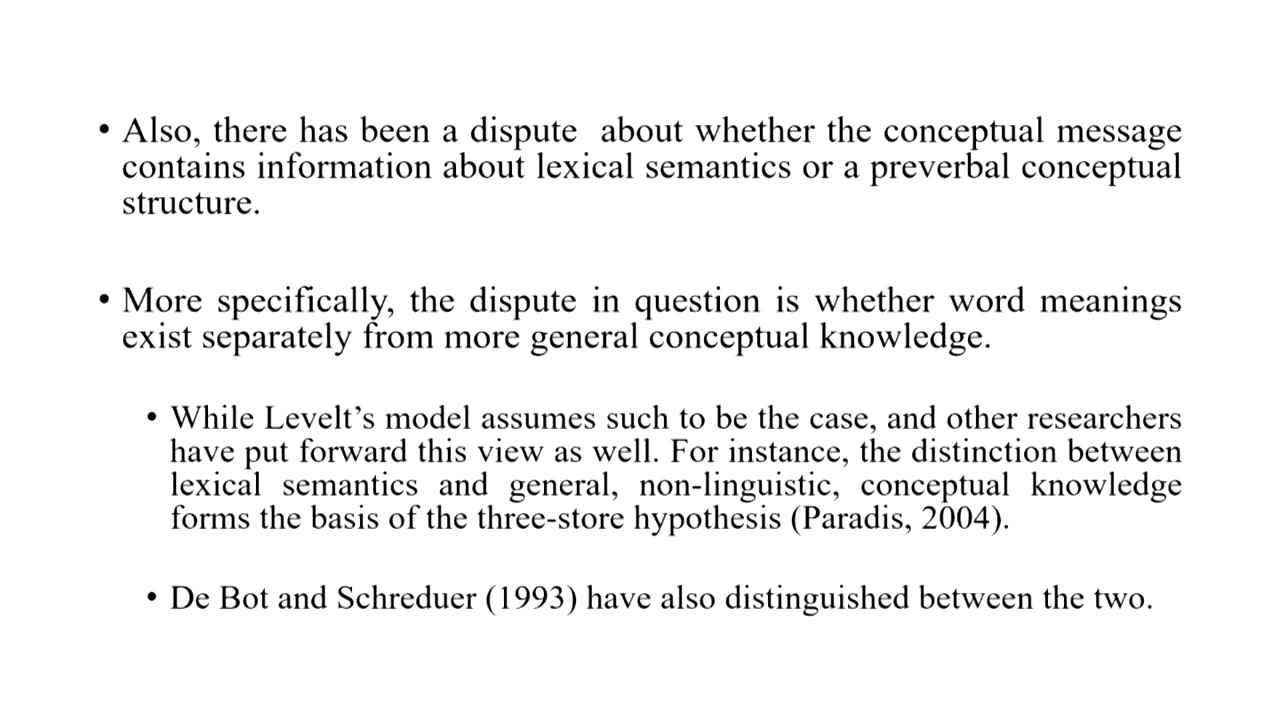 • Also, there has been a dispute about whether the conceptual message
contains information about lexical semantics or a preverbal conceptual
structure.
• More specifically, the dispute in question is whether word meanings
exist separately from more general conceptual knowledge.
• While Levelt’s model assumes such to be the case, and other researchers
have put forward this view as well. For instance, the distinction between
lexical semantics and general, non-linguistic, conceptual knowledge
forms the basis of the three-store hypothesis (Paradis, 2004).
• De Bot and Schreduer (1993) have also distinguished between the two.